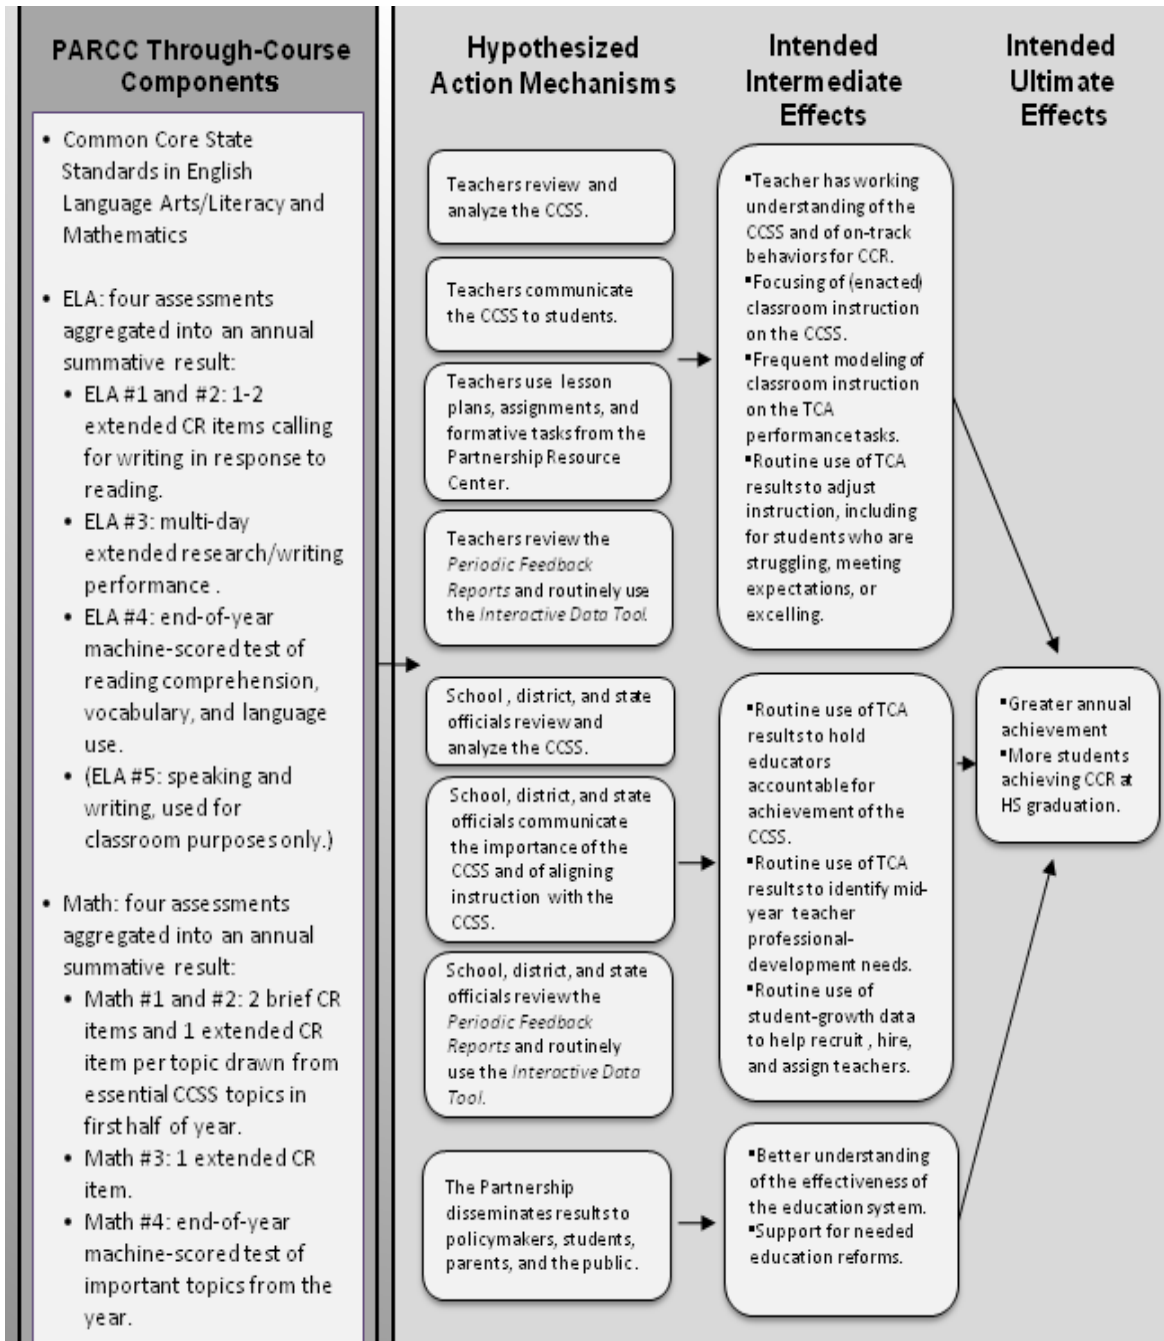 PARCC Through-Course
Components
• Common Core State
Standards in English
Language Arts/Literacy and
Mathematics
• ELA: four assessments
aggregated into an annual
summative result:
• ELA #1 and #2: 1-2
extended CR items calling
for writing in response to
reading.
• ELA #3: multi-day
extended research/writing
performance .
• ELA #4: end-of-year
machine-scored test of
reading comprehension,
vocabulary, and language
use.
• (ELA #5: speaking and
writing, used for
classroom purposes only.)
• Math: four assessments
aggregated into an annual
summative result:
• Math #1 and #2: 2 brief CR
items and 1 extended CR
item per topic drawn from
essential CCSS topics in
first half of year.
• Math #3: 1 extended CR
item.
• Math #4: end-of-year
machine-scored test of
important topics from the
year.
Hypothesized
Action Mechanisms
Teachers review and
analyze the CCSS.
Teachers communicate
the CCSS to students.
Teachers use lesson
plans, assignments, and
formative tasks from the
Partnership Resource
Center.
Teachers review the
Periodic Feedback
Reports and routinely use
the Interactive Data Tool.
School , district, and state
officials review and
analyze the CCSS.
School, district, and state
officials communicate
the importance of the
CCSS and of aligning
instruction with the
CCSS.
School, district, and state
officials review the
Periodic Feedback
Reports and routinely
use the Interactive Data
Tool.
The Partnership
disseminates results to
policymakers, students,
parents, and the public.
Intended
Intermediate
Effects
▪Teacher has working
understanding of the
CCSS and of on-track
behaviors for CCR.
▪Focusing of (enacted)
classroom instruction
on the CCSS.
▪Frequent modeling of
classroom instruction
on the TCA
performance tasks.
▪Routine use of TCA
results to adjust
instruction, including
for students who are
struggling, meeting
expectations, or
excelling.
▪Routine use of TCA
results to hold
educators
accountable for
achievement of the
CCSS.
▪Routine use of TCA
results to identify mid-
year teacher
professional-
development needs.
▪Routine use of
student-growth data
to help recruit , hire,
and assign teachers.
▪Better understanding
of the effectiveness of
the education system.
▪Support for needed
education reforms.
Intended
Ultimate
Effects
▪Greater annual
achievement
▪More students
achieving CCR at
HS graduation.